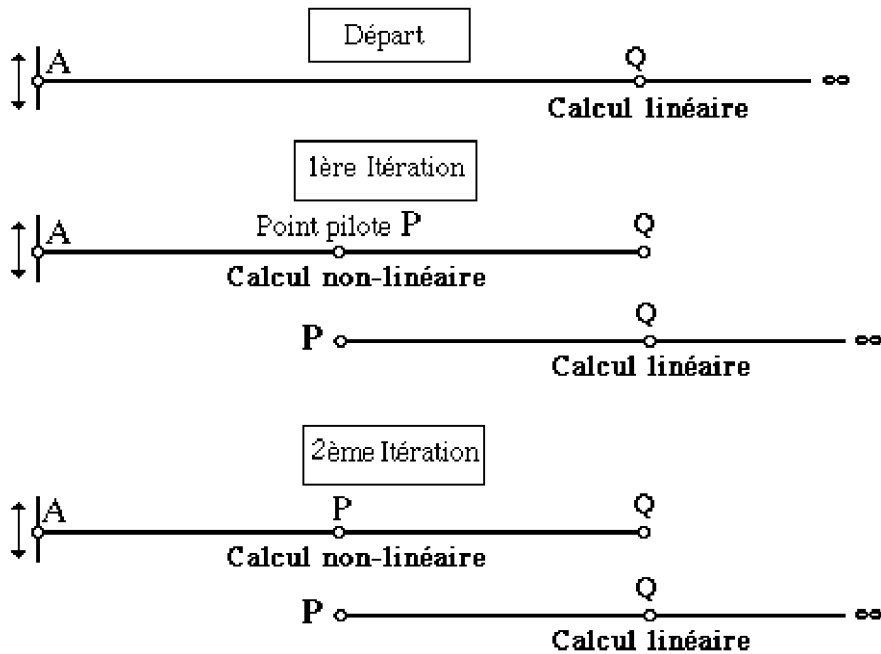 Départ
A Q ∞
Calcul linéaire
1ère Itération
A Point pilote P Q
Calcul non-linéaire
P Q ∞
Calcul linéaire
2ème Itération
A P Q
Calcul non-linéaire
P Q ∞
Calcul linéaire